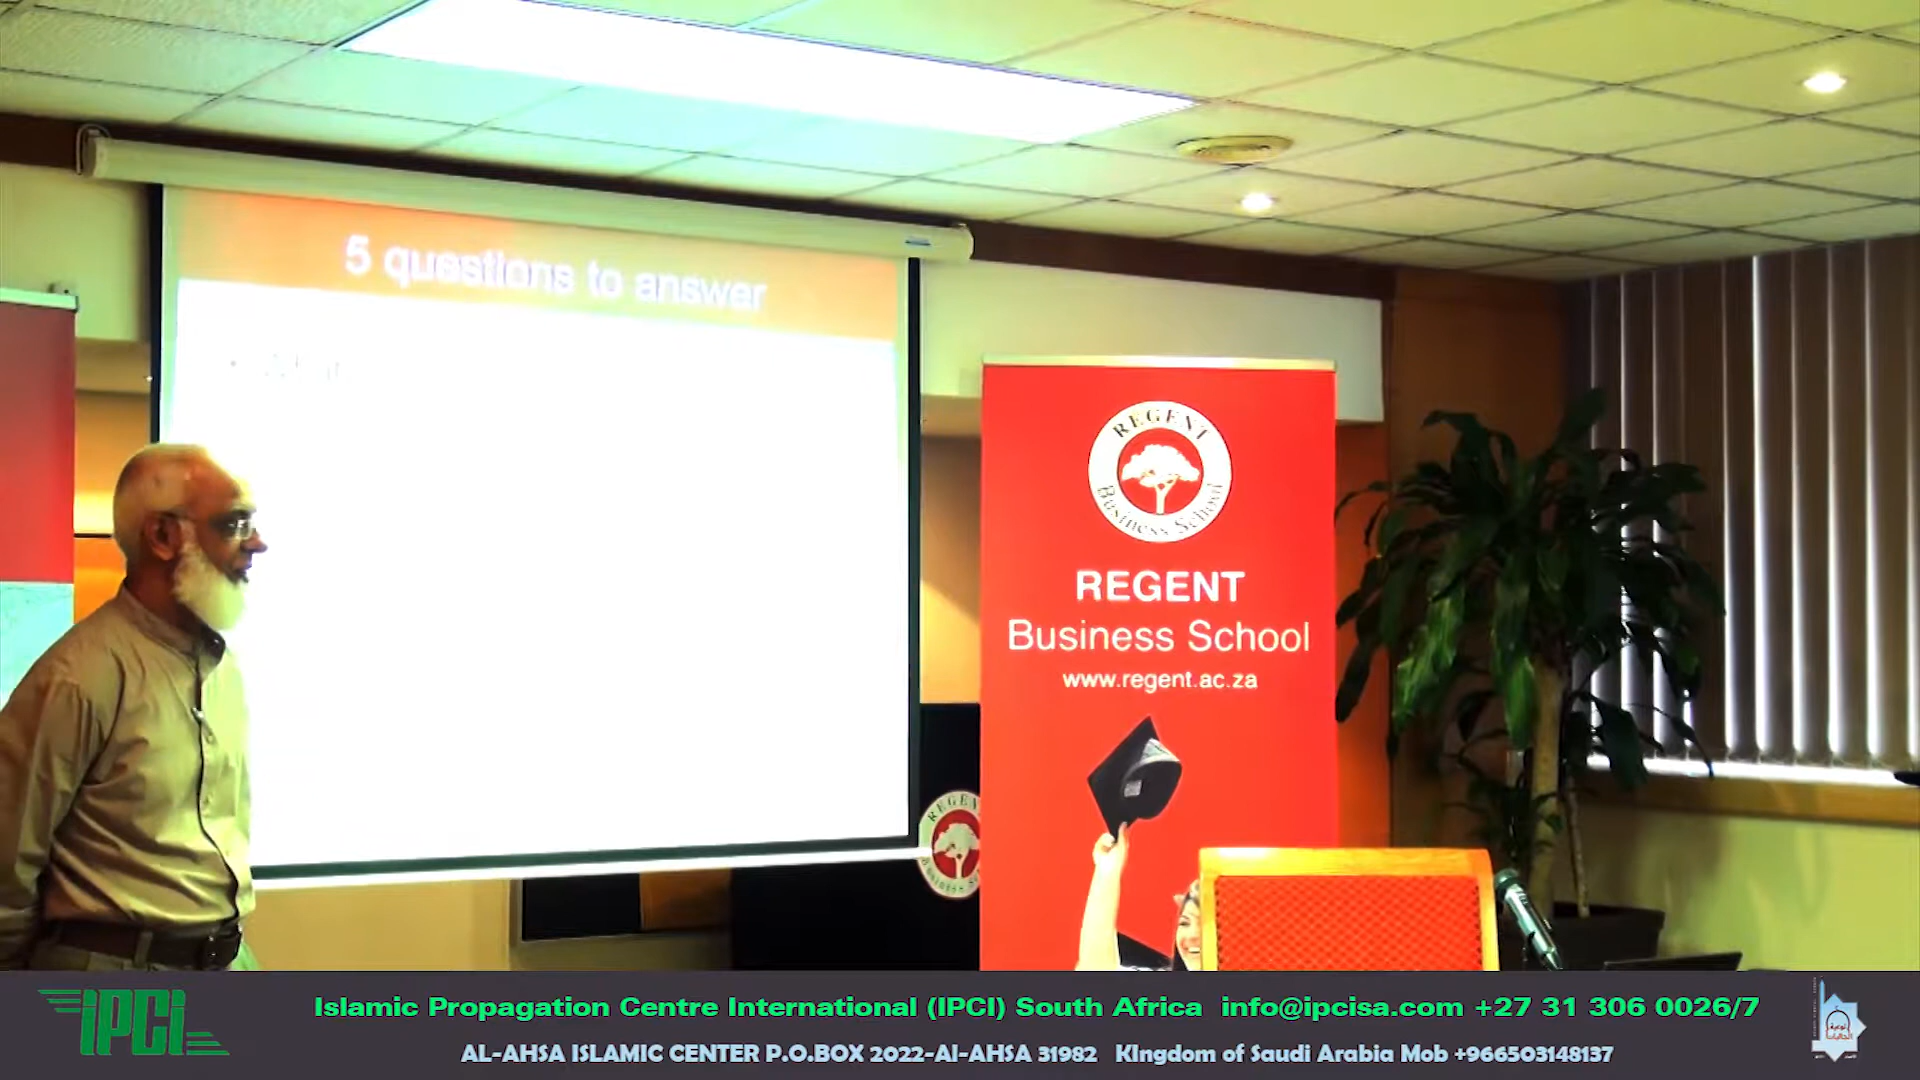 5 questions to answer
REGENT
Business School
REGENT
Business School
www.regent.ac.za
REGEN
iPCi
Islamic Propagation Centre International (IPCI) South Africa info@ipcisa.com +27 31 306 0026/7
AL-AHSA ISLAMIC CENTER P.O.BOX 2022-Al-AHSA 31982 KIngdom of Saudi Arabia Mob +966503148137